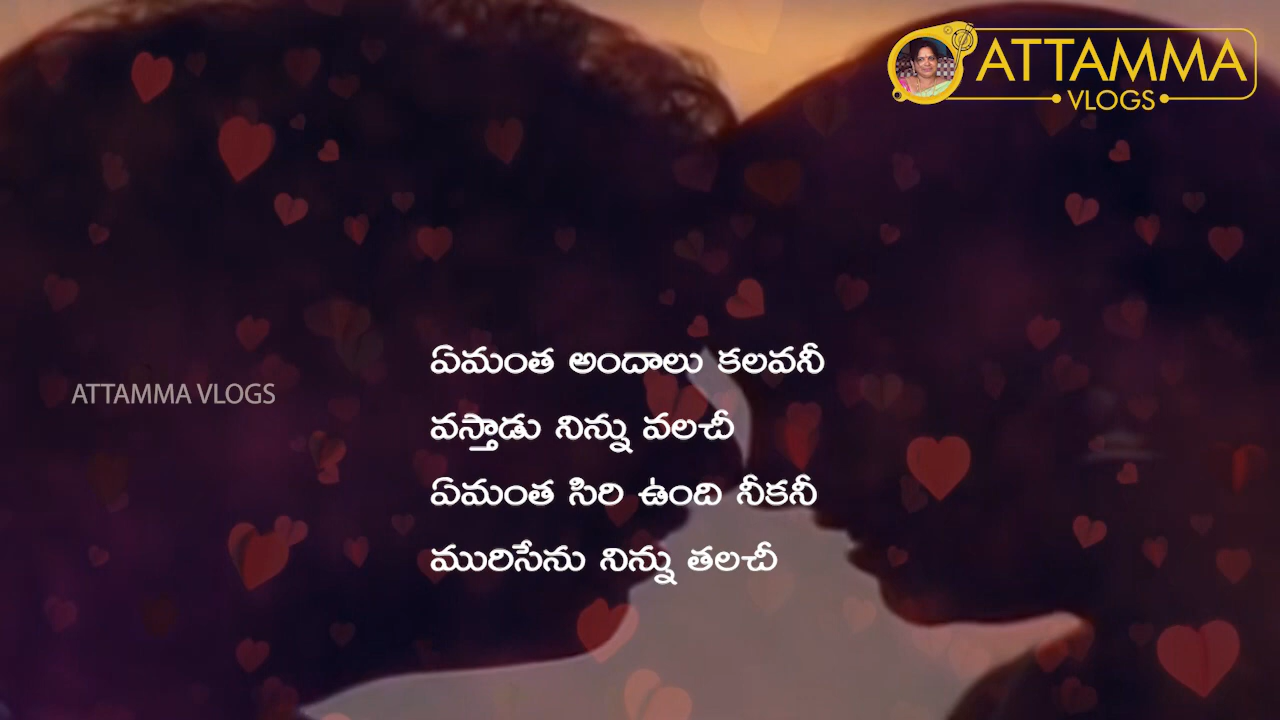 ATTAMMA
VLOGS
ఏమంత అందాలు కలవనీ
ATTAMMA VLOGS
వస్తాడు నిన్ను వలచీ
ఏమంత సిరి ఉంది నీకనీ
మురిసేను నిన్ను తలచీ